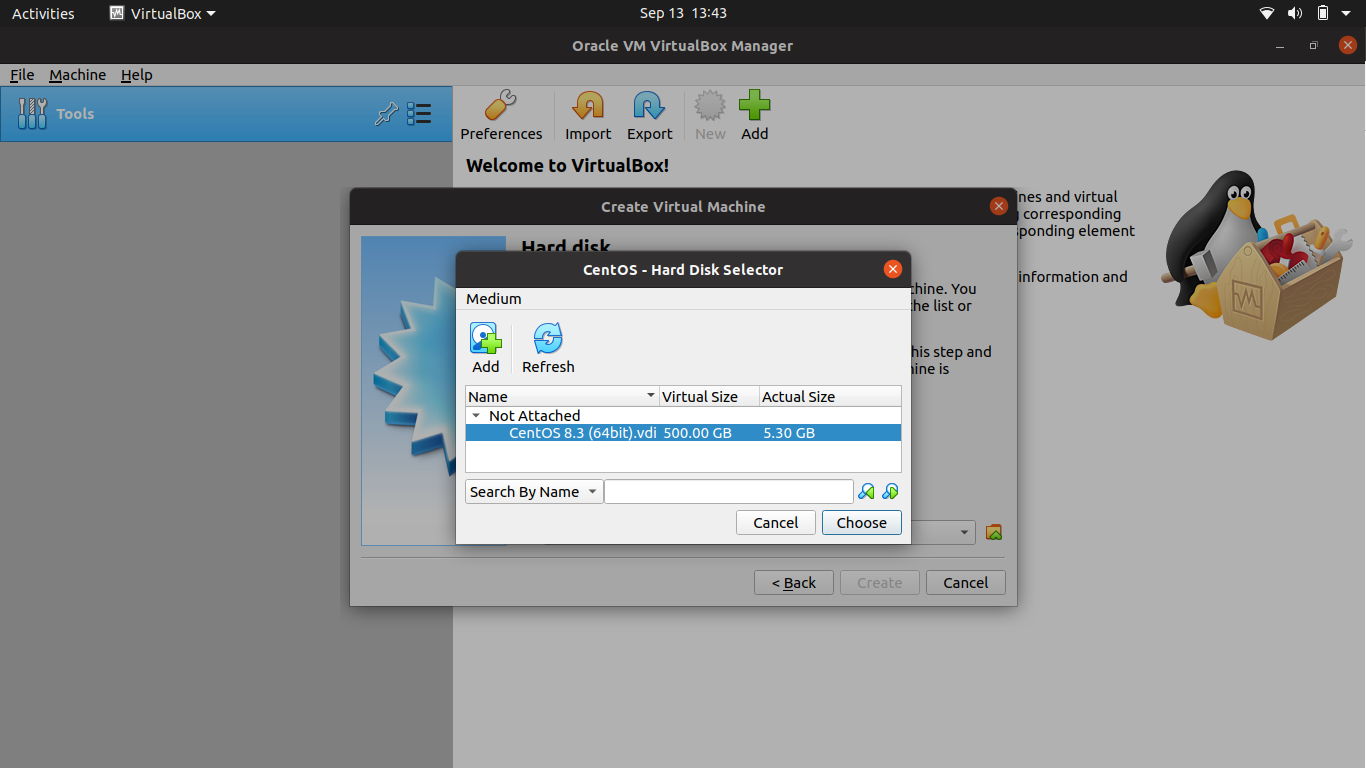 Activities VirtualBox Sep 13 13:43
Oracle VM VirtualBox Manager
File Machine Help
Tools
Preferences Import Export New Add
Welcome to VirtualBox!
nes and virtual
corresponding
sponding element
information and
Create Virtual Machine
Hard disk
chine. You
the list or
his step and
chine is
CentOS - Hard Disk Selector
Medium
Add Refresh
Name Virtual Size Actual Size
Not Attached
CentOS 8.3 (64bit).vdi 500.00 GB 5.30 GB
Search By Name
Cancel Choose
< Back Create Cancel